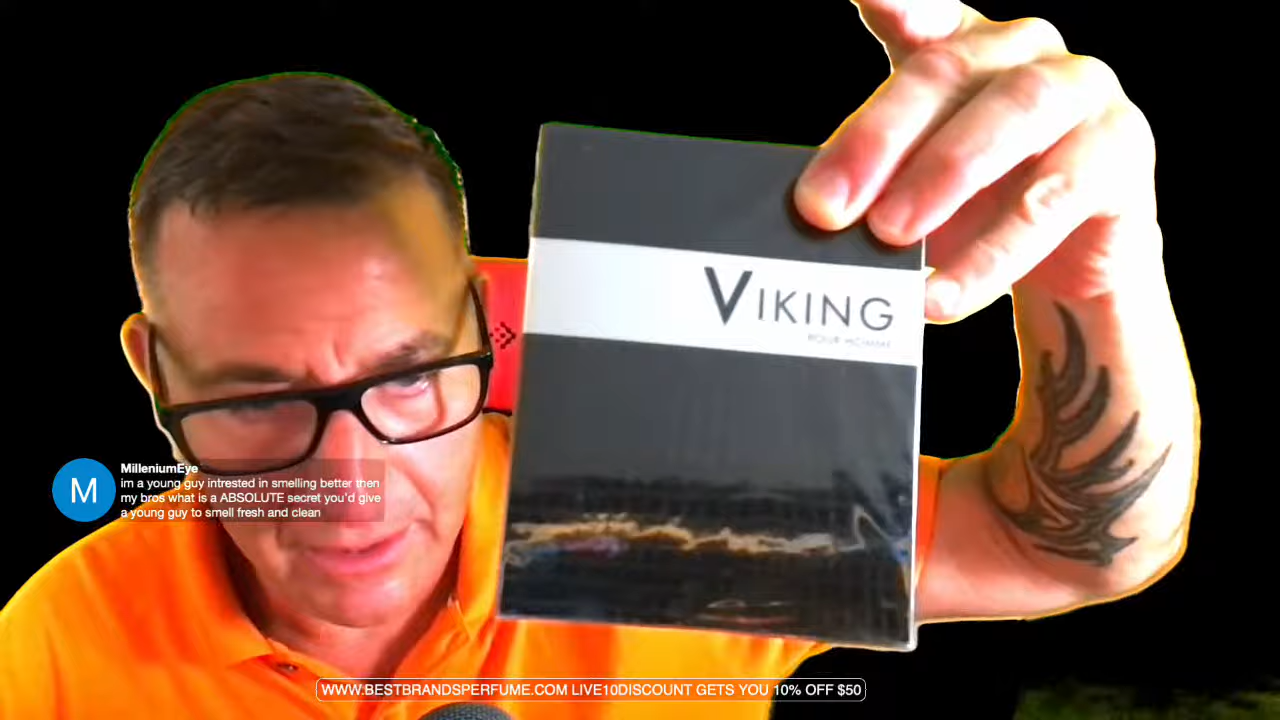 VIKING
POUR HOMME
M
MilleniumEye
im a young guy intrested in smelling better then
my bros what is a ABSOLUTE secret you'd give
a young guy to smell fresh and clean
WWW.BESTBRANDSPERFUME.COM LIVE10DISCOUNT GETS YOU 10% OFF $50